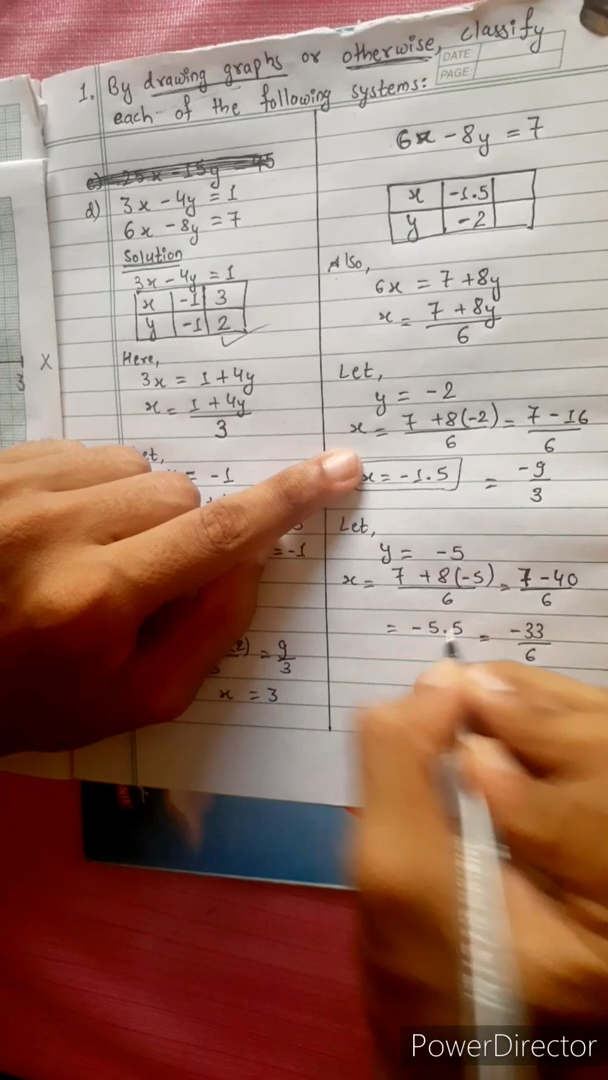 1. By drawing graphs or otherwise, classify
each of the following systems:
DATE:
PAGE:
d) 3x - 4y = 1
6x - 8y = 7
Solution
3x - 4y = 1
x | -1 | 3
y | -1 | 2
Here,
3x = 1 + 4y
x = 1 + 4y / 3
= -1
= -1
= 9/3
x = 3
6x - 8y = 7
x | -1.5 |
y | -2 |
Also,
6x = 7 + 8y
x = 7 + 8y / 6
Let,
y = -2
x = 7 + 8(-2) / 6 = 7 - 16 / 6
x = -1.5 = -9 / 3
Let,
y = -5
x = 7 + 8(-5) / 6 = 7 - 40 / 6
= -5.5 = -33 / 6
3
X
PowerDirector